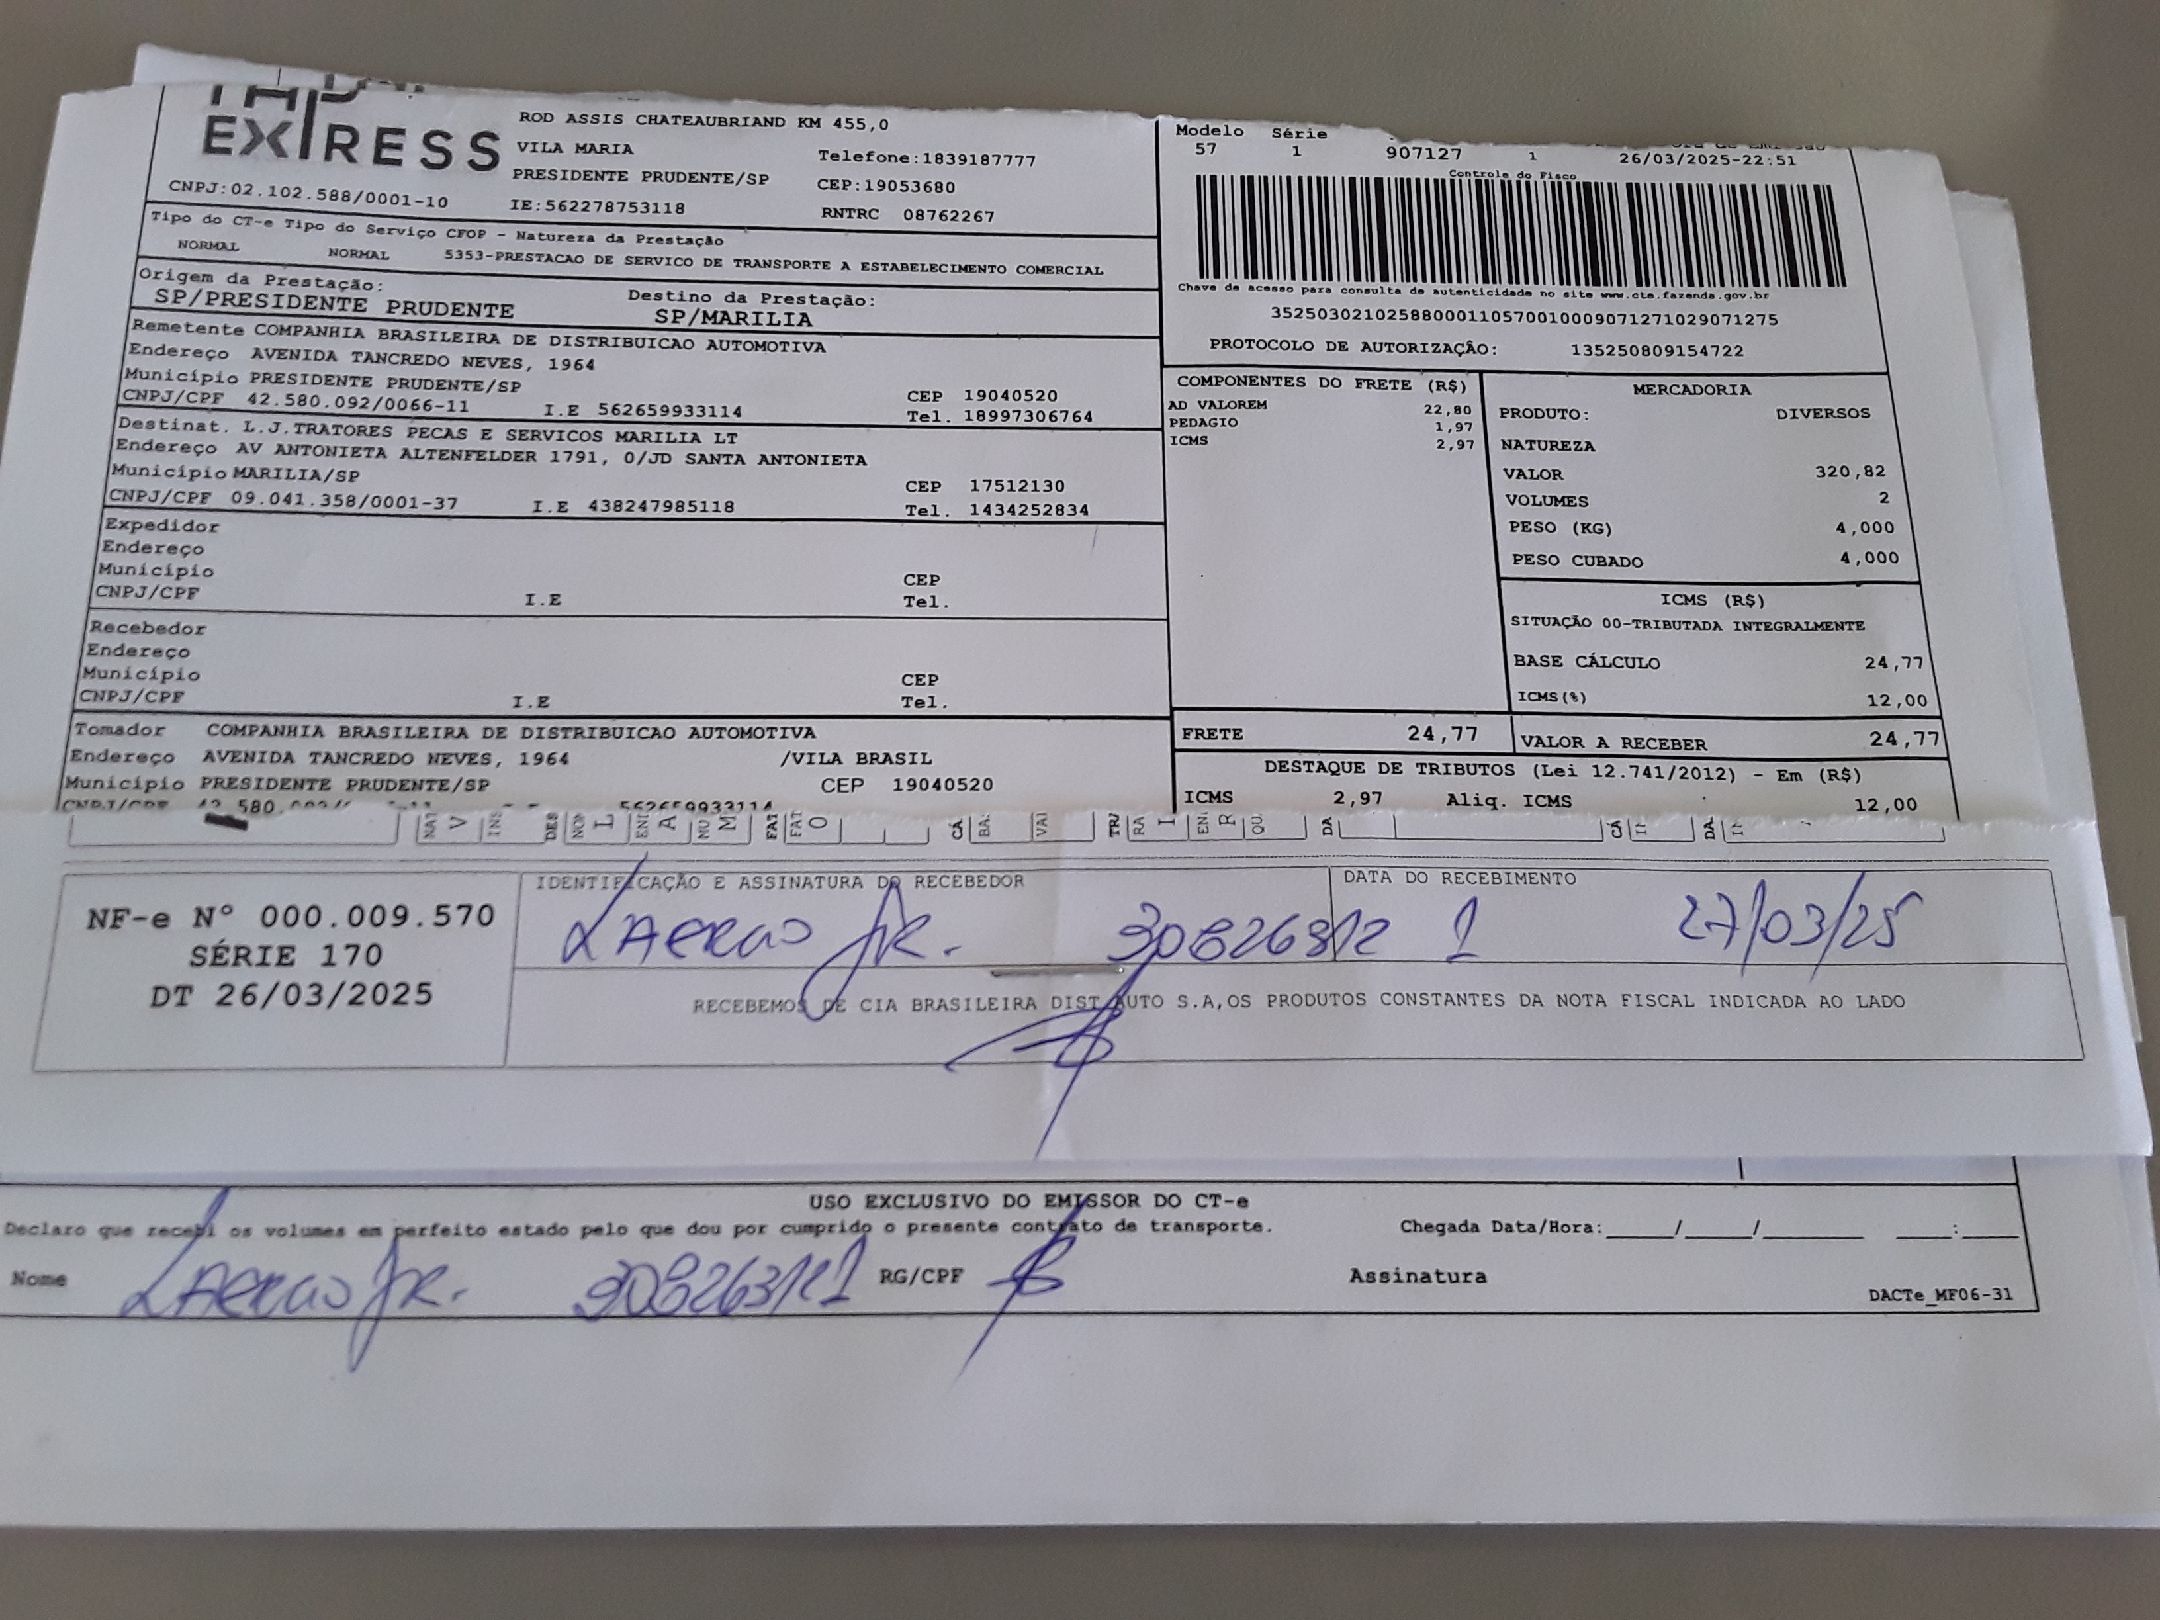 EXPRESS
ROD ASSIS CHATEAUBRIAND KM 455,0
VILA MARIA
Telefone:1839187777
PRESIDENTE PRUDENTE/SP
CEP:19053680
CNPJ:02.102.588/0001-10
IE:562278753118
RNTRC 08762267
Modelo Série
57 1 907127 1 26/03/2025-22:51
Controle do Fisco
Chave de acesso para consulta de autenticidade no site www.cte.fazenda.gov.br
35250302102588000110570010009071271029071275
PROTOCOLO DE AUTORIZAÇÃO: 135250809154722
Tipo do CT-e Tipo do Serviço CFOP - Natureza da Prestação
NORMAL NORMAL 5353-PRESTACAO DE SERVICO DE TRANSPORTE A ESTABELECIMENTO COMERCIAL
Origem da Prestação: Destino da Prestação:
SP/PRESIDENTE PRUDENTE SP/MARILIA
Remetente COMPANHIA BRASILEIRA DE DISTRIBUICAO AUTOMOTIVA
Endereço AVENIDA TANCREDO NEVES, 1964
Município PRESIDENTE PRUDENTE/SP CEP 19040520
CNPJ/CPF 42.580.092/0066-11 I.E 562659933114 Tel. 18997306764
Destinat. L.J.TRATORES PECAS E SERVICOS MARILIA LT
Endereço AV ANTONIETA ALTENFELDER 1791, 0/JD SANTA ANTONIETA
Município MARILIA/SP CEP 17512130
CNPJ/CPF 09.041.358/0001-37 I.E 438247985118 Tel. 1434252834
Expedidor
Endereço
Município CEP
CNPJ/CPF I.E Tel.
Recebedor
Endereço
Município CEP
CNPJ/CPF I.E Tel.
Tomador COMPANHIA BRASILEIRA DE DISTRIBUICAO AUTOMOTIVA
Endereço AVENIDA TANCREDO NEVES, 1964 /VILA BRASIL
Município PRESIDENTE PRUDENTE/SP CEP 19040520
CNPJ/CPF 562659933114
COMPONENTES DO FRETE (R$)
AD VALOREM 22,80
PEDAGIO 1,97
ICMS 2,97
MERCADORIA
PRODUTO: DIVERSOS
NATUREZA
VALOR 320,82
VOLUMES 2
PESO (KG) 4,000
PESO CUBADO 4,000
ICMS (R$)
SITUAÇÃO 00-TRIBUTADA INTEGRALMENTE
BASE CÁLCULO 24,77
ICMS(%) 12,00
FRETE 24,77 VALOR A RECEBER 24,77
DESTAQUE DE TRIBUTOS (Lei 12.741/2012) - Em (R$)
ICMS 2,97 Aliq. ICMS 12,00
NF-e Nº 000.009.570
SÉRIE 170
DT 26/03/2025
IDENTIFICAÇÃO E ASSINATURA DO RECEBEDOR
DATA DO RECEBIMENTO
LAERCIO JR. 30826312 1 27/03/25
RECEBEMOS DE CIA BRASILEIRA DIST AUTO S.A,OS PRODUTOS CONSTANTES DA NOTA FISCAL INDICADA AO LADO
USO EXCLUSIVO DO EMISSOR DO CT-e
Declaro que recebi os volumes em perfeito estado pelo que dou por cumprido o presente contrato de transporte. Chegada Data/Hora:_____/_____/________ ____:_____
Nome LAERCIO JR. 308263121 RG/CPF Assinatura
DACTe_MF06-31